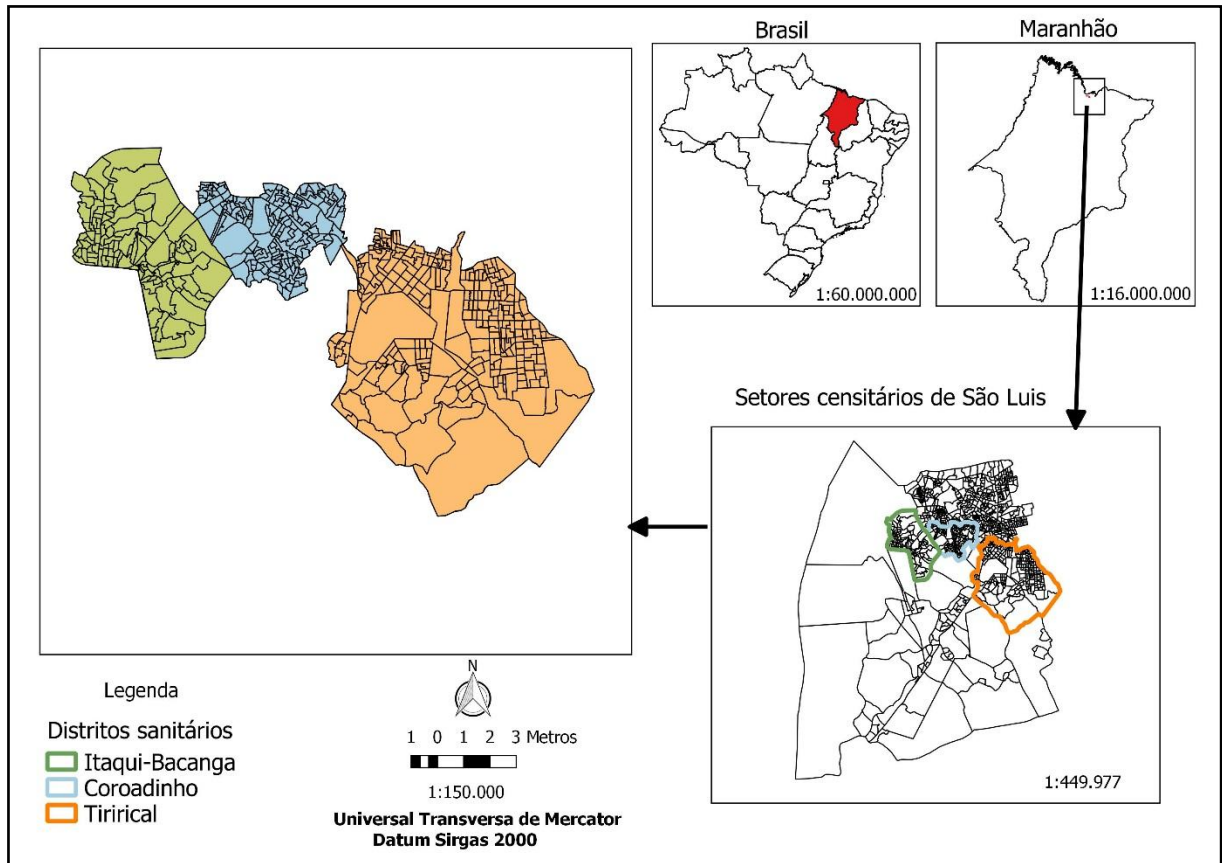 Brasil
1:60.000.000
Maranhão
1:16.000.000
Setores censitários de São Luis
1:449.977
Legenda
Distritos sanitários
Itaqui-Bacanga
Coroadinho
Tirirical
N
1 0 1 2 3 Metros
1:150.000
Universal Transversa de Mercator
Datum Sirgas 2000